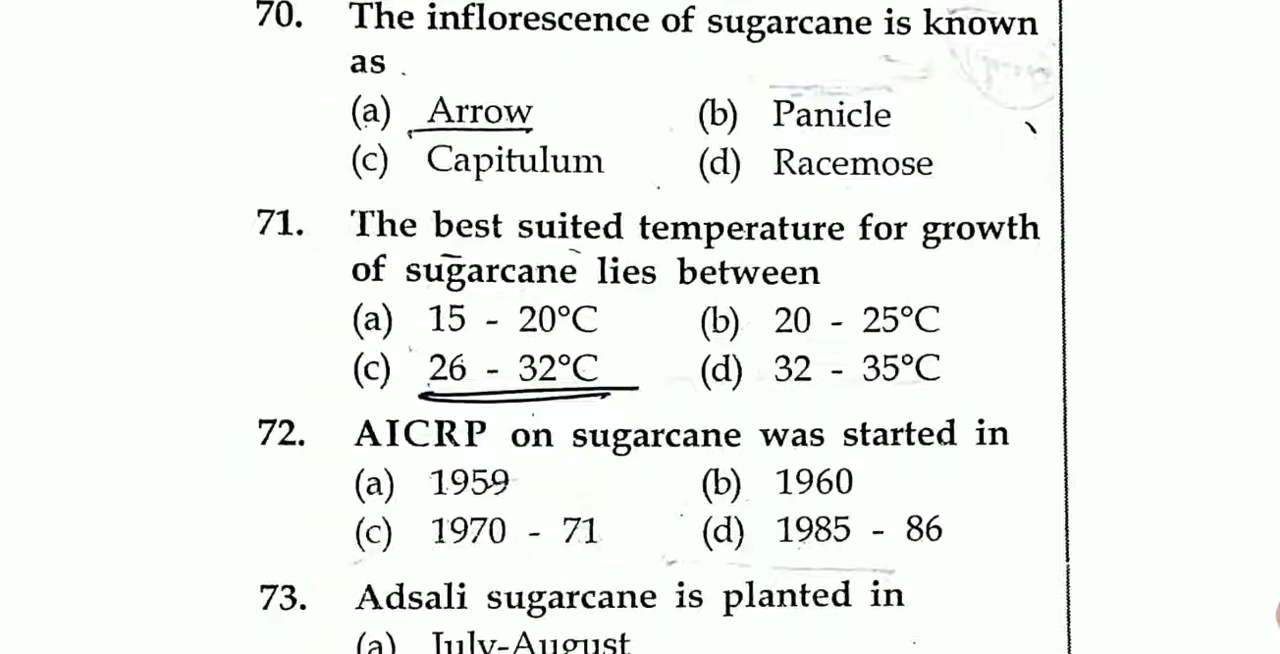 70. The inflorescence of sugarcane is known
as
(a) Arrow (b) Panicle
(c) Capitulum (d) Racemose
71. The best suited temperature for growth
of sugarcane lies between
(a) 15 - 20°C (b) 20 - 25°C
(c) 26 - 32°C (d) 32 - 35°C
72. AICRP on sugarcane was started in
(a) 1959 (b) 1960
(c) 1970 - 71 (d) 1985 - 86
73. Adsali sugarcane is planted in
(a) July-August